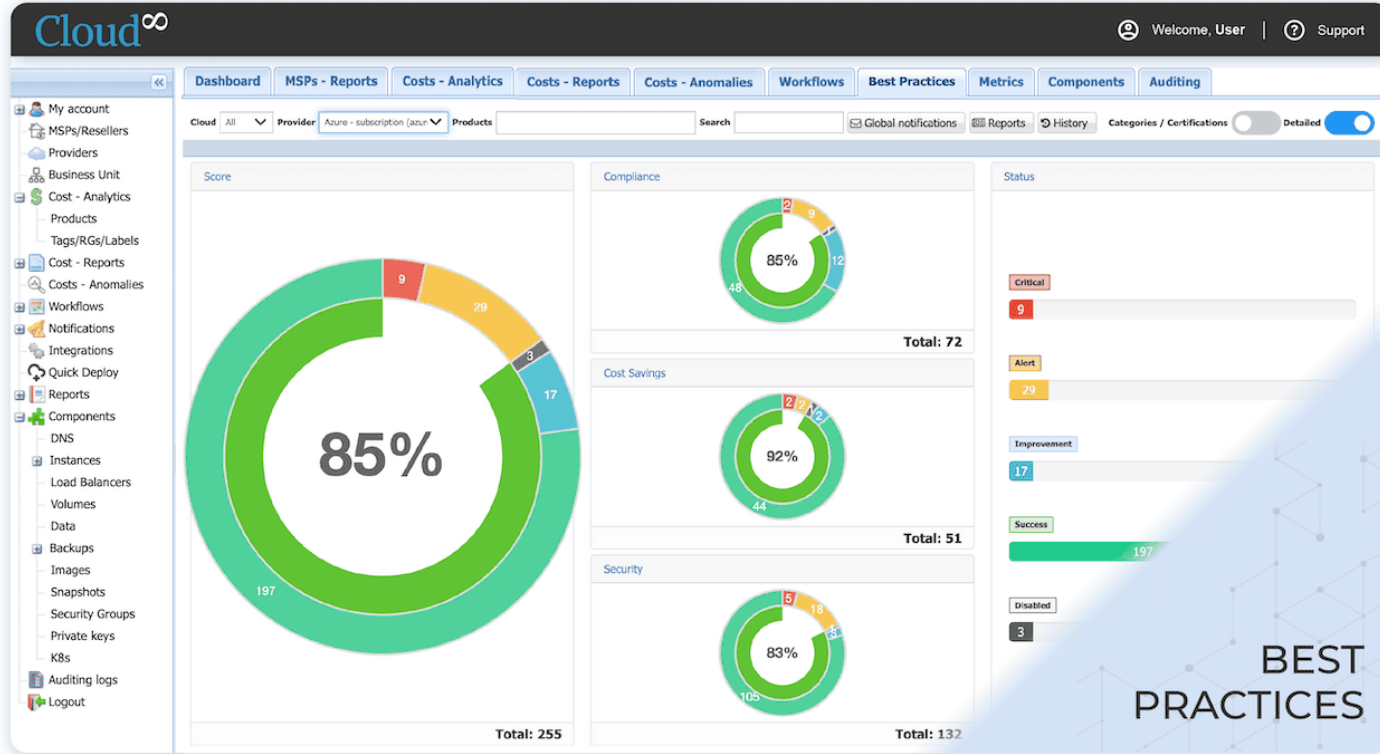 Cloud∞
Welcome, User | Support
Dashboard MSPs - Reports Costs - Analytics Costs - Reports Costs - Anomalies Workflows Best Practices Metrics Components Auditing
Cloud All Provider Azure - subscription (azur Products Search Global notifications Reports History Categories / Certifications Detailed
My account
MSPs/Resellers
Providers
Business Unit
Cost - Analytics
Products
Tags/RGs/Labels
Cost - Reports
Costs - Anomalies
Workflows
Notifications
Integrations
Quick Deploy
Reports
Components
DNS
Instances
Load Balancers
Volumes
Data
Backups
Images
Snapshots
Security Groups
Private keys
K8s
Auditing logs
Logout
Score
9
29
3
17
85%
197
Total: 255
Compliance
2
9
12
85%
48
Total: 72
Cost Savings
2
2
2
92%
44
Total: 51
Security
5
18
83%
105
Total: 132
Status
Critical
9
Alert
29
Improvement
17
Success
197
Disabled
3
BEST
PRACTICES